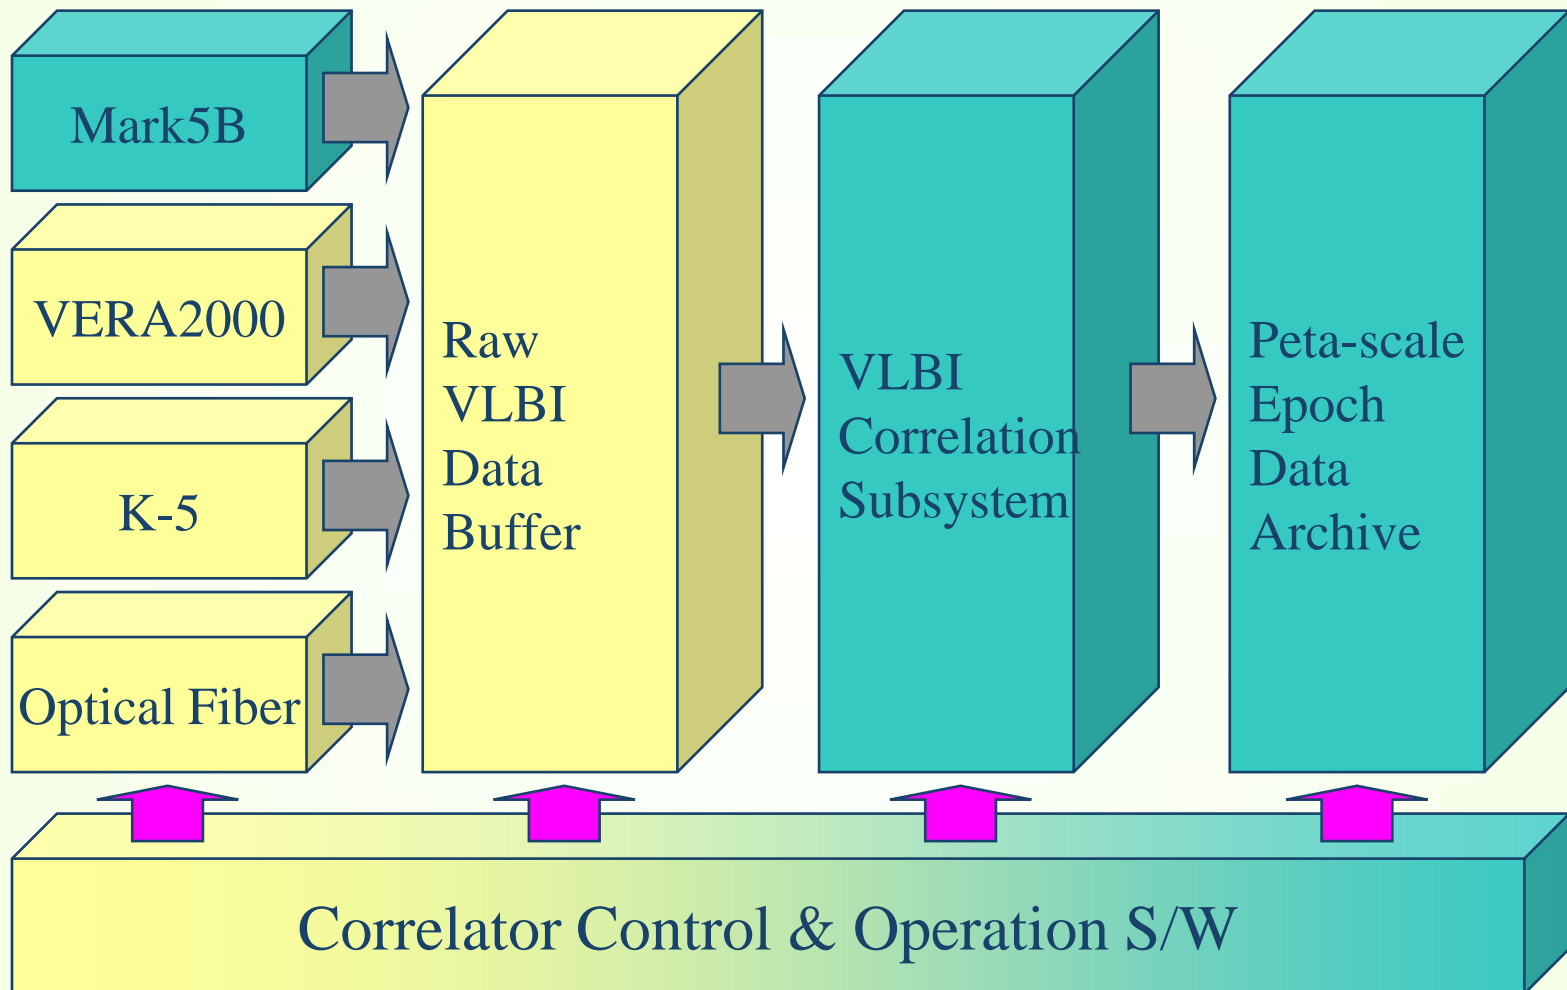 Mark5B
VERA2000
K-5
Optical Fiber
Raw
VLBI
Data
Buffer
VLBI
Correlation
Subsystem
Peta-scale
Epoch
Data
Archive
Correlator Control & Operation S/W